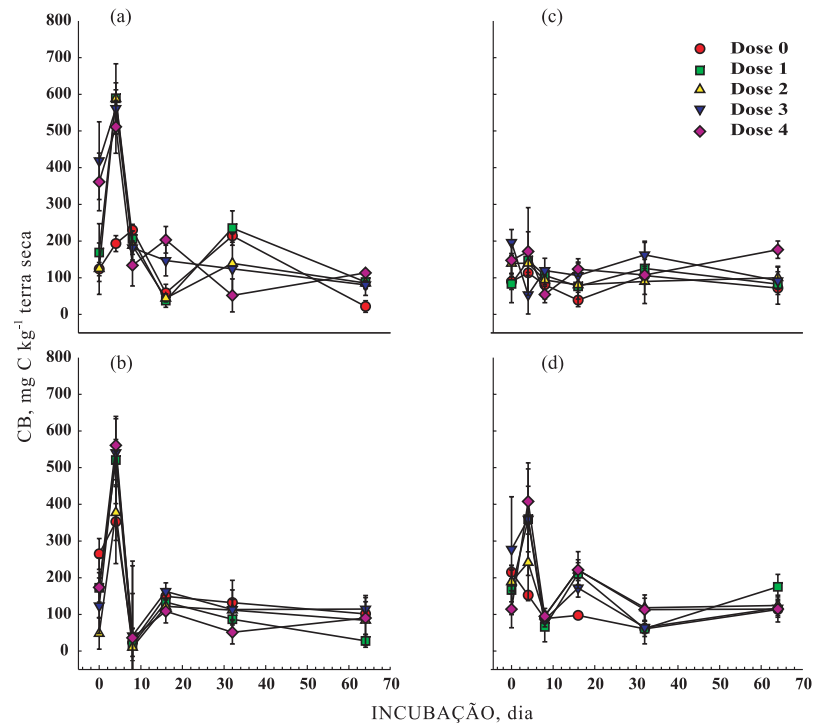 (a)
(c)
800
700
600
500
400
300
200
100
0
Dose 0
Dose 1
Dose 2
Dose 3
Dose 4
(b)
(d)
800
700
600
500
400
300
200
100
0
0 10 20 30 40 50 60 70
0 10 20 30 40 50 60 70
CB, mg C kg-1 terra seca
INCUBAÇÃO, dia